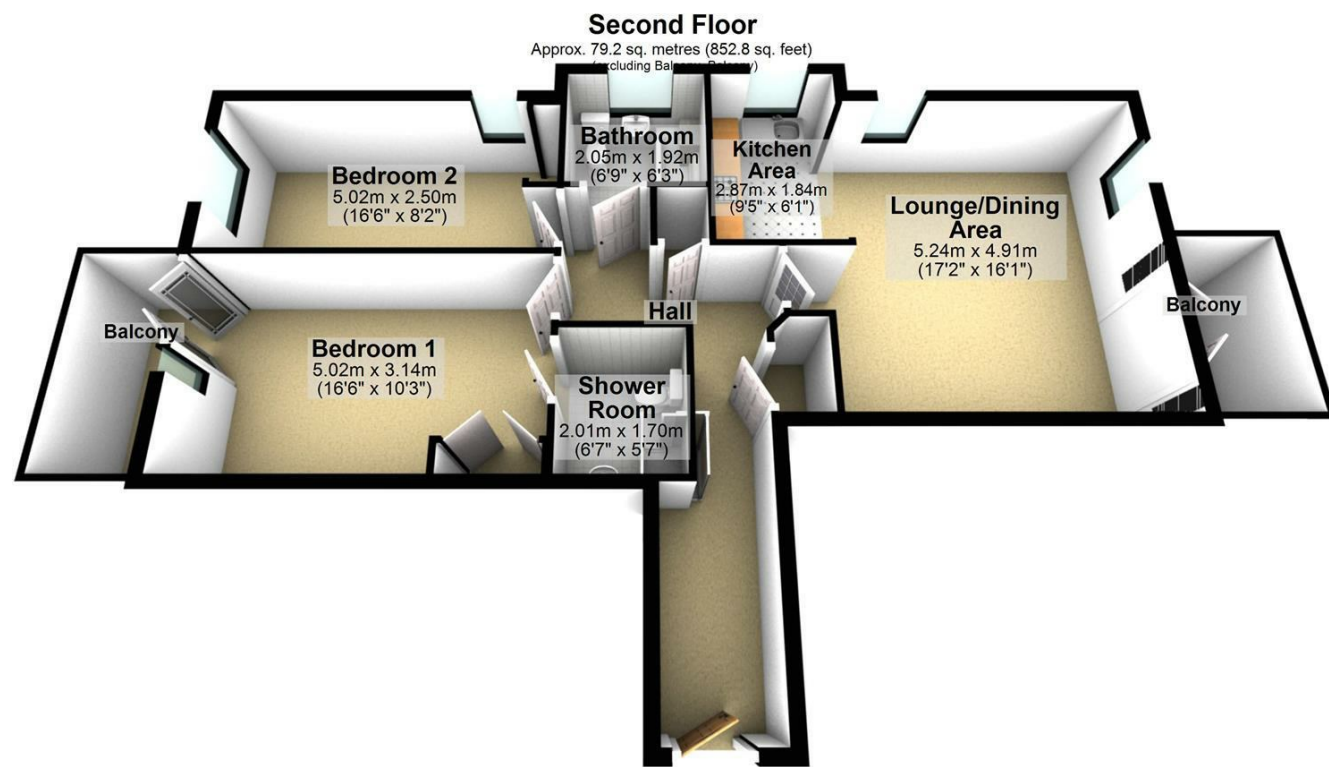 Second Floor
Approx. 79.2 sq. metres (852.8 sq. feet)
(excluding Balcony, Balcony)
Bathroom
2.05m x 1.92m
(6'9" x 6'3")
Kitchen
Area
2.87m x 1.84m
(9'5" x 6'1")
Bedroom 2
5.02m x 2.50m
(16'6" x 8'2")
Lounge/Dining
Area
5.24m x 4.91m
(17'2" x 16'1")
Balcony
Hall
Balcony
Bedroom 1
5.02m x 3.14m
(16'6" x 10'3")
Shower
Room
2.01m x 1.70m
(6'7" x 5'7")